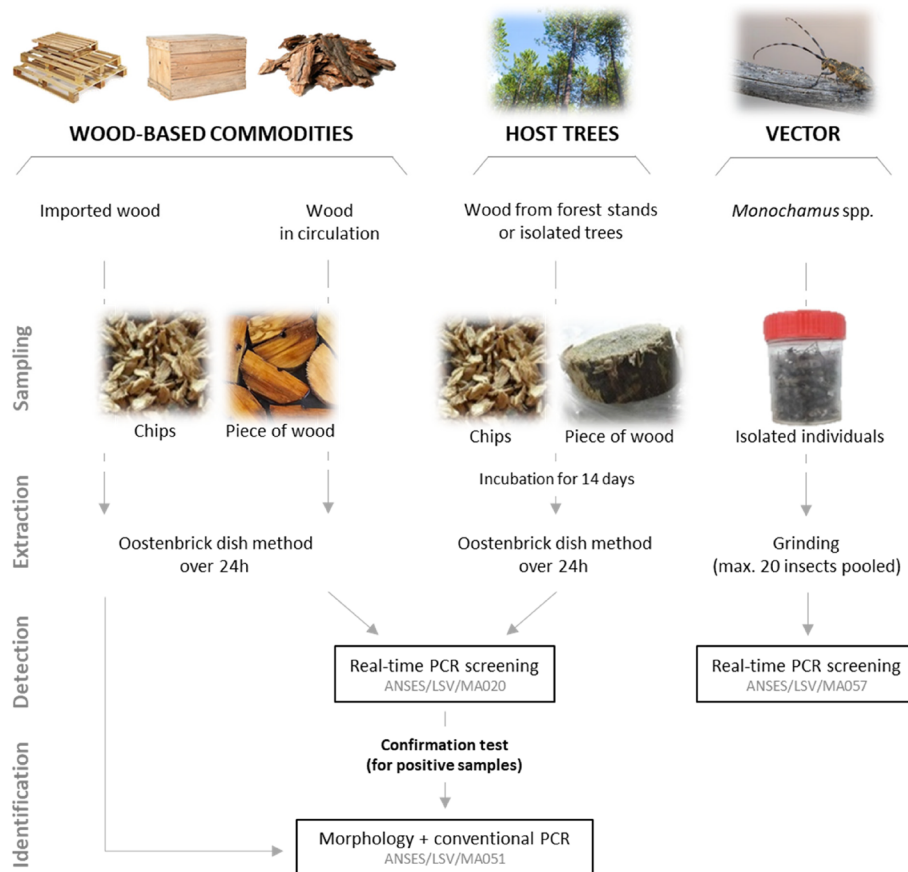 WOOD-BASED COMMODITIES
HOST TREES
VECTOR
Imported wood
Wood
in circulation
Wood from forest stands
or isolated trees
Monochamus spp.
Sampling
Chips
Piece of wood
Chips
Piece of wood
Isolated individuals
Incubation for 14 days
Extraction
Oostenbrick dish method
over 24h
Oostenbrick dish method
over 24h
Grinding
(max. 20 insects pooled)
Detection
Real-time PCR screening
ANSES/LSV/MA020
Real-time PCR screening
ANSES/LSV/MA057
Confirmation test
(for positive samples)
Identification
Morphology + conventional PCR
ANSES/LSV/MA051